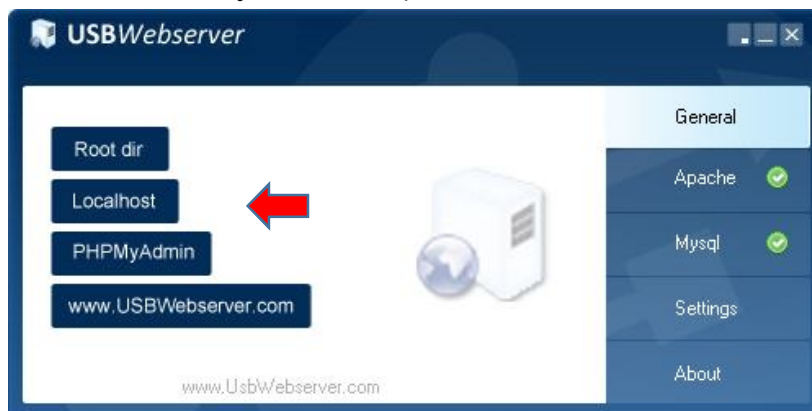 USBWebserver
Root dir
Localhost
PHPMyAdmin
www.USBWebserver.com
www.UsbWebserver.com
General
Apache
Mysql
Settings
About